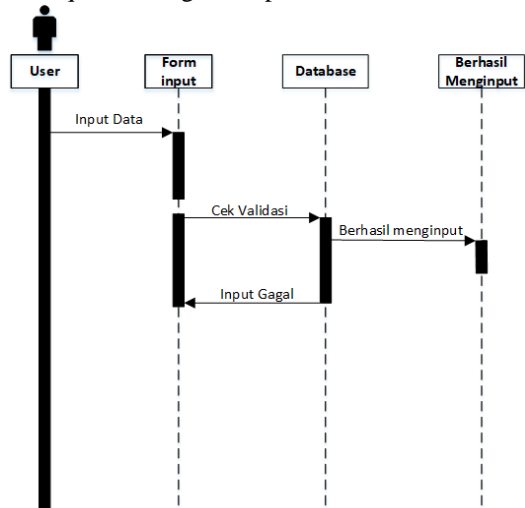 User
Form
input
Database
Berhasil
Menginput
Input Data
Cek Validasi
Berhasil menginput
Input Gagal